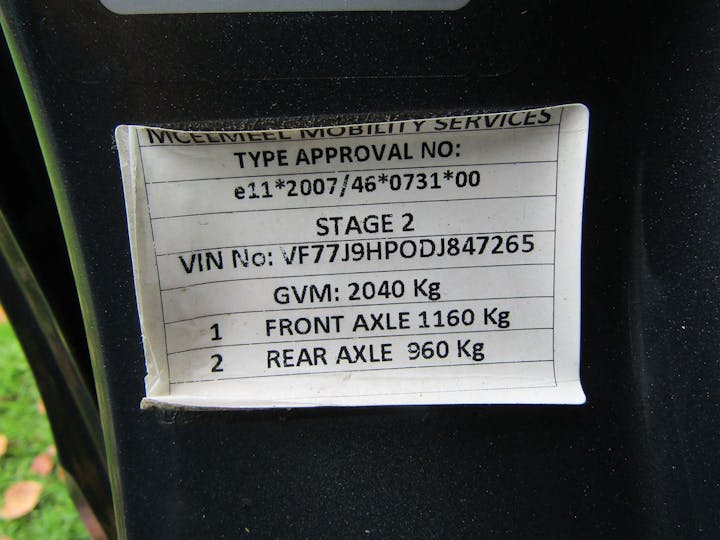 MCELMEEL MOBILITY SERVICES
TYPE APPROVAL NO:
e11*2007/46*0731*00
STAGE 2
VIN No: VF77J9HPODJ847265
GVM: 2040 Kg
1 FRONT AXLE 1160 Kg
2 REAR AXLE 960 Kg